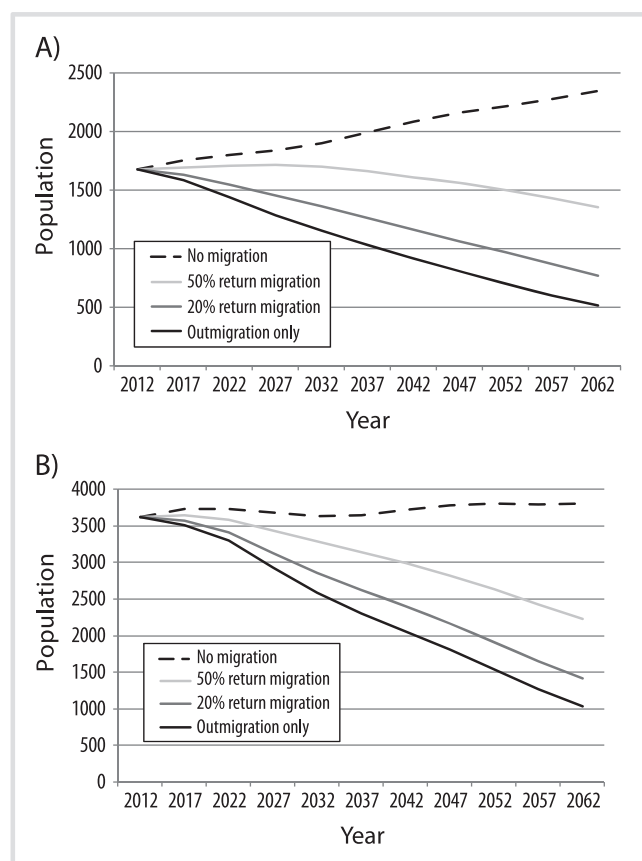 A)
2500
2000
1500
1000
500
0
Population
No migration
50% return migration
20% return migration
Outmigration only
2012 2017 2022 2027 2032 2037 2042 2047 2052 2057 2062
Year
B)
4000
3500
3000
2500
2000
1500
1000
500
0
Population
No migration
50% return migration
20% return migration
Outmigration only
2012 2017 2022 2027 2032 2037 2042 2047 2052 2057 2062
Year